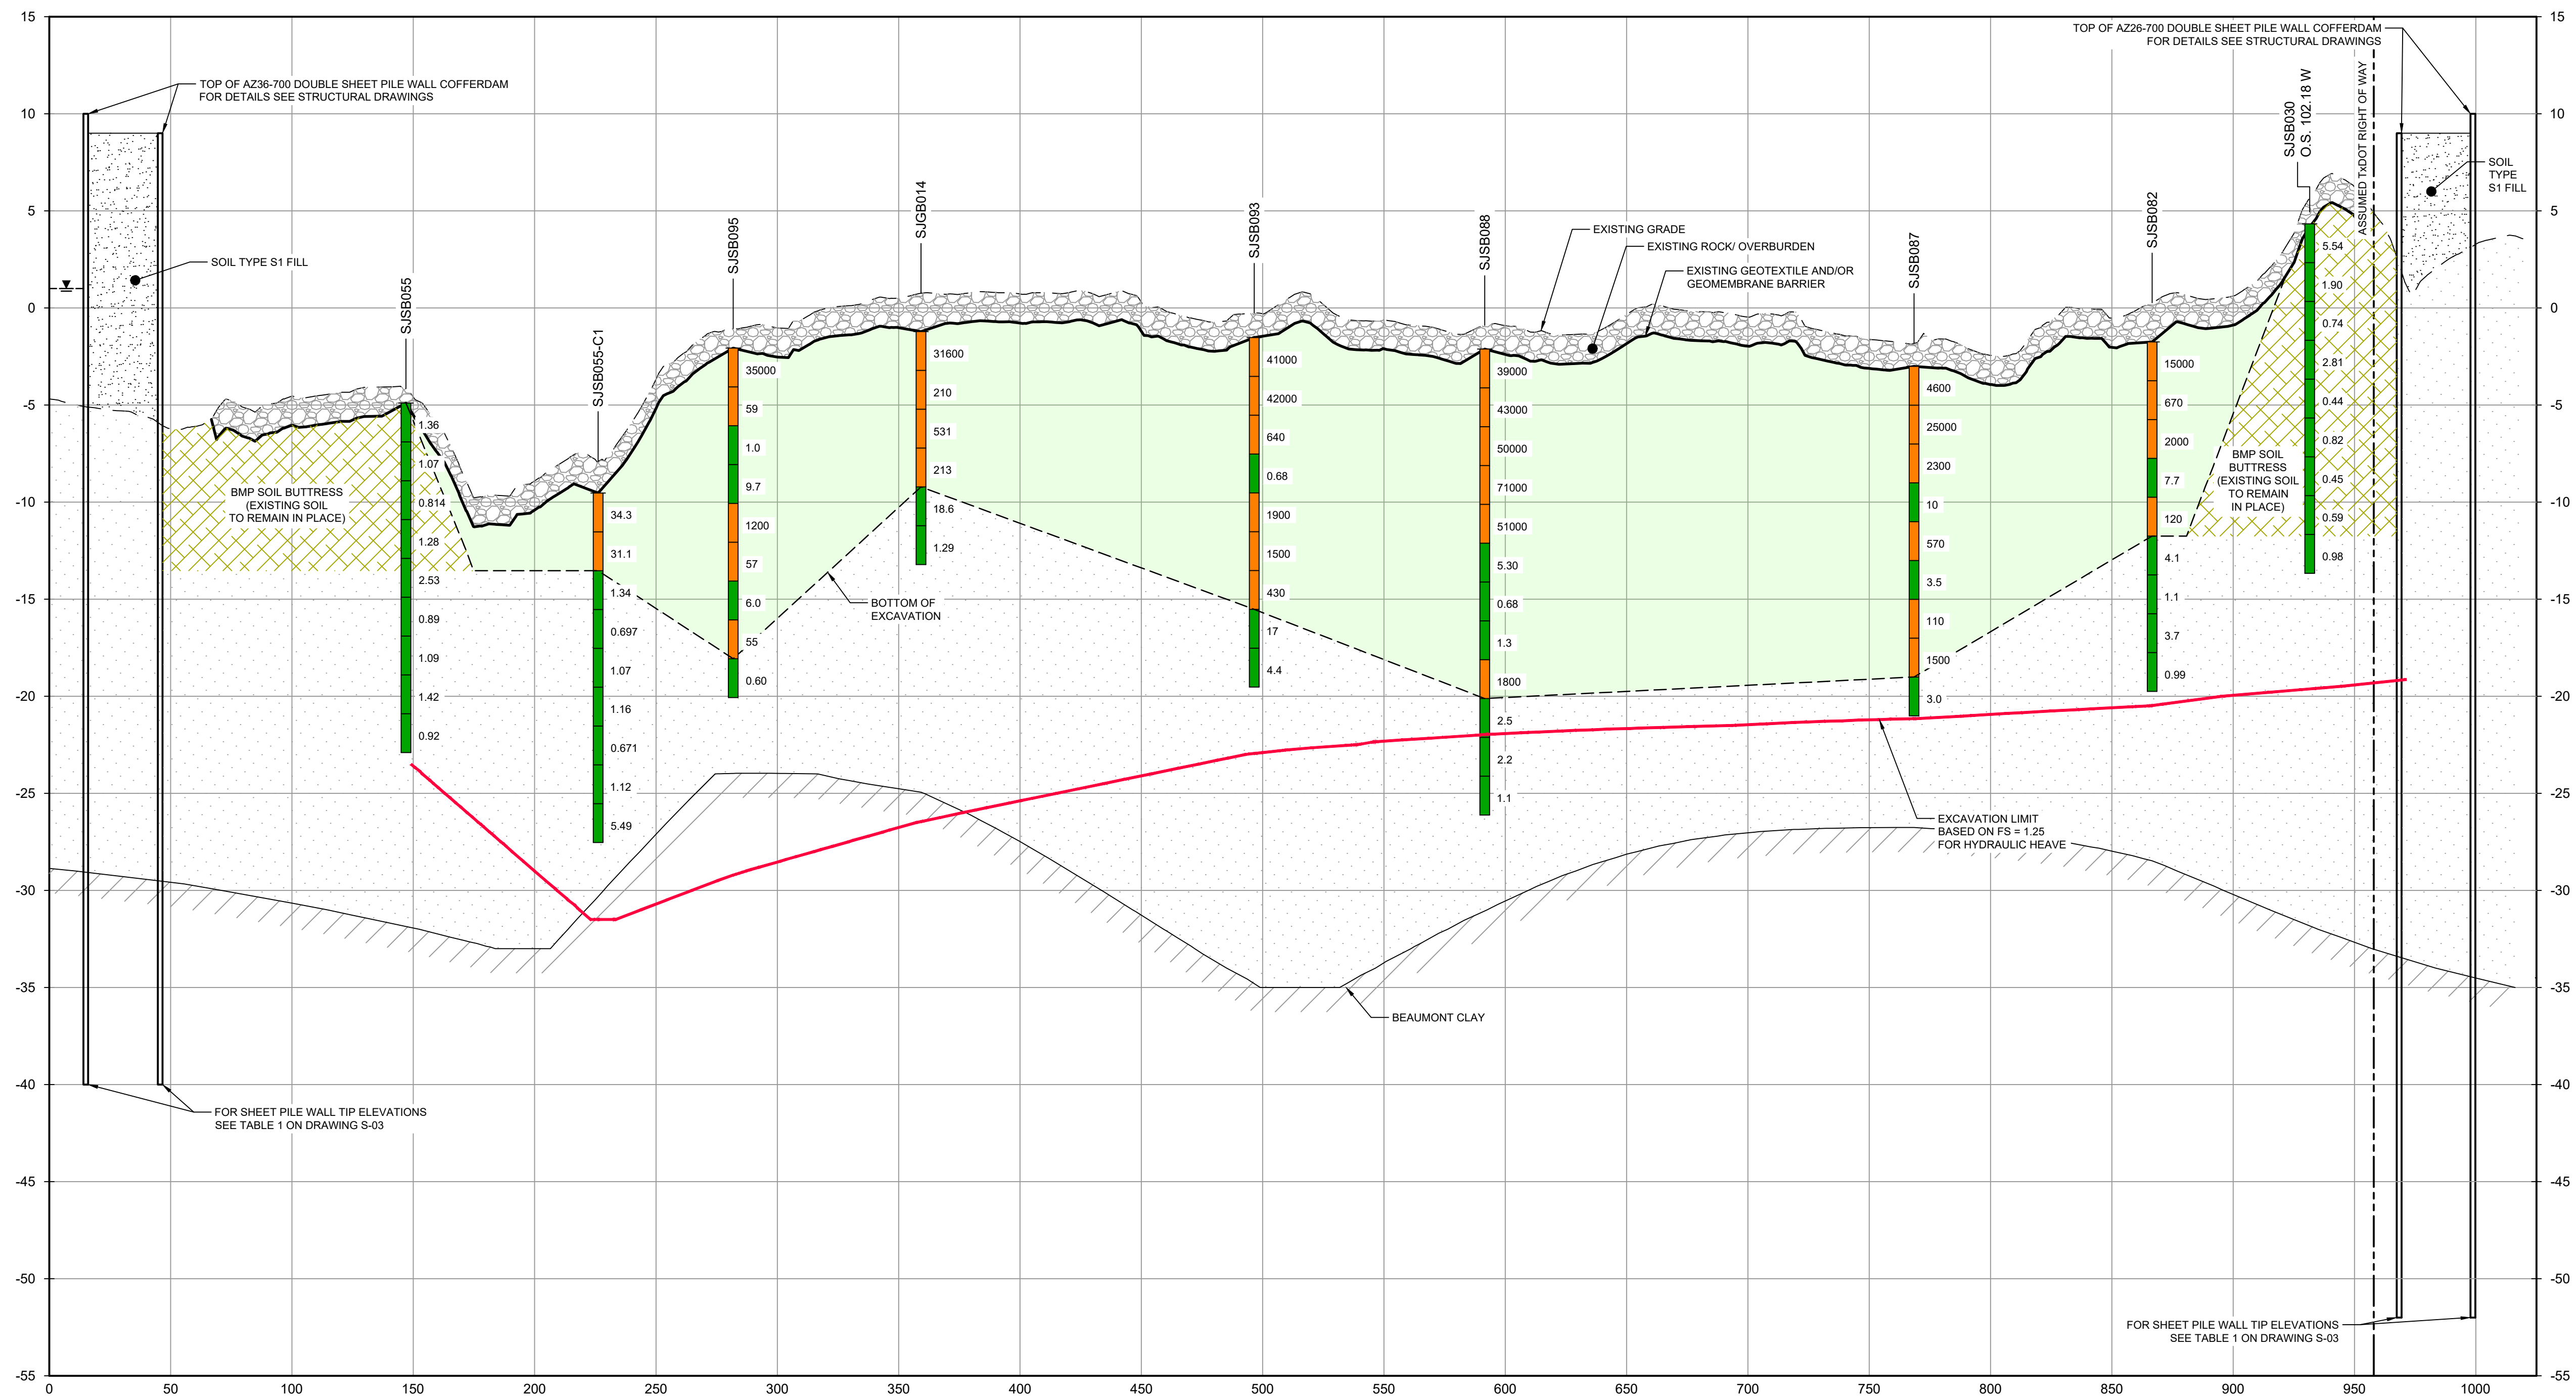 15
10
5
0
-5
-10
-15
-20
-25
-30
-35
-40
-45
-50
-55
TOP OF AZ36-700 DOUBLE SHEET PILE WALL COFFERDAM
FOR DETAILS SEE STRUCTURAL DRAWINGS
SOIL TYPE S1 FILL
BMP SOIL BUTTRESS
(EXISTING SOIL
TO REMAIN IN PLACE)
FOR SHEET PILE WALL TIP ELEVATIONS
SEE TABLE 1 ON DRAWING S-03
SJSB055
1.36
1.07
0.814
1.28
2.53
0.89
1.09
1.42
0.92
SJSB055-C1
34.3
31.1
1.34
0.697
1.07
1.16
0.671
1.12
5.49
SJSB095
35000
59
1.0
9.7
1200
57
6.0
55
0.60
SJGB014
31600
210
531
213
18.6
1.29
BOTTOM OF
EXCAVATION
SJSB093
41000
42000
640
0.68
1900
1500
430
17
4.4
SJSB088
39000
43000
50000
71000
51000
5.30
0.68
1.3
1800
2.5
2.2
1.1
BEAUMONT CLAY
EXISTING GRADE
EXISTING ROCK/ OVERBURDEN
EXISTING GEOTEXTILE AND/OR
GEOMEMBRANE BARRIER
SJSB087
4600
25000
2300
10
570
3.5
110
1500
3.0
EXCAVATION LIMIT
BASED ON FS = 1.25
FOR HYDRAULIC HEAVE
SJSB082
15000
670
2000
7.7
120
4.1
1.1
3.7
0.99
BMP SOIL
BUTTRESS
(EXISTING SOIL
TO REMAIN
IN PLACE)
SJSB030
O.S. 102.18 W
5.54
1.90
0.74
2.81
0.44
0.82
0.45
0.59
0.98
ASSUMED TxDOT RIGHT OF WAY
TOP OF AZ26-700 DOUBLE SHEET PILE WALL COFFERDAM
FOR DETAILS SEE STRUCTURAL DRAWINGS
SOIL
TYPE
S1 FILL
FOR SHEET PILE WALL TIP ELEVATIONS
SEE TABLE 1 ON DRAWING S-03
15
10
5
0
-5
-10
-15
-20
-25
-30
-35
-40
-45
-50
-55
0 50 100 150 200 250 300 350 400 450 500 550 600 650 700 750 800 850 900 950 1000